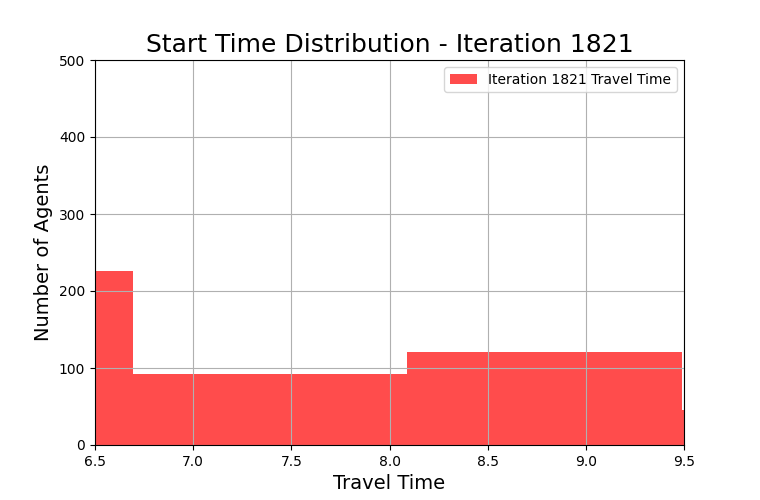 Start Time Distribution - Iteration 1821
500
400
300
200
100
0
Number of Agents
Iteration 1821 Travel Time
6.5 7.0 7.5 8.0 8.5 9.0 9.5
Travel Time